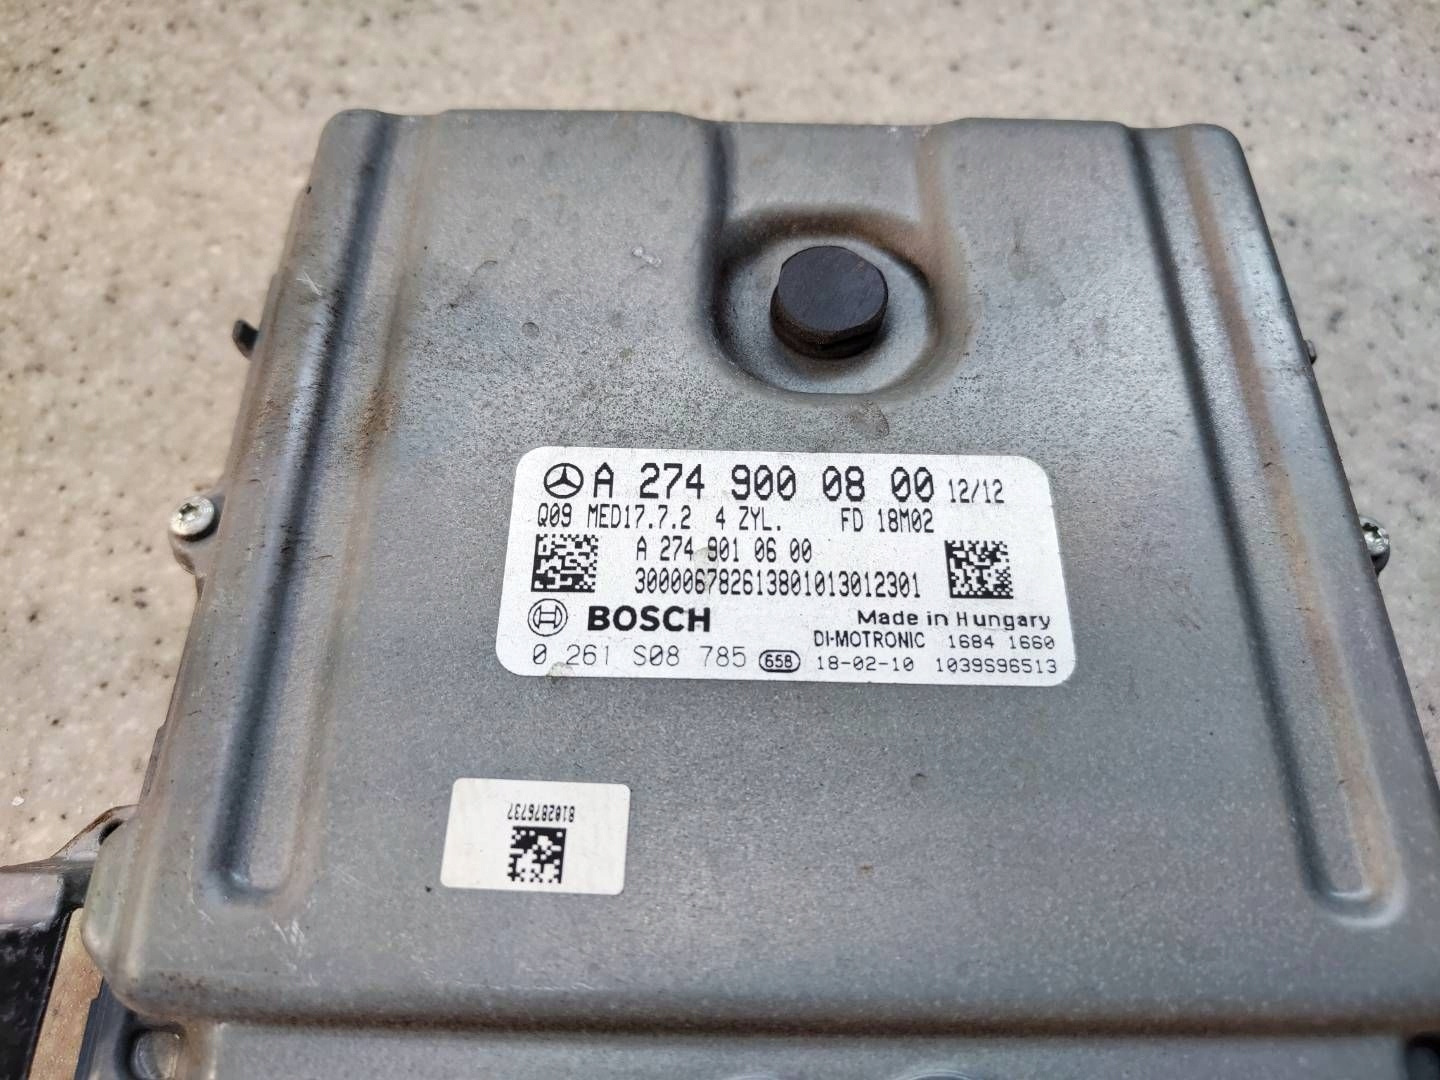 A 274 900 08 00 12/12
Q09 MED17.7.2 4 ZYL. FD 18M02
A 274 901 06 00
300006782613801013012301
BOSCH Made in Hungary
DI-MOTRONIC 1684 1660
0 261 S08 785 658 18-02-10 1039S96513
8102876737